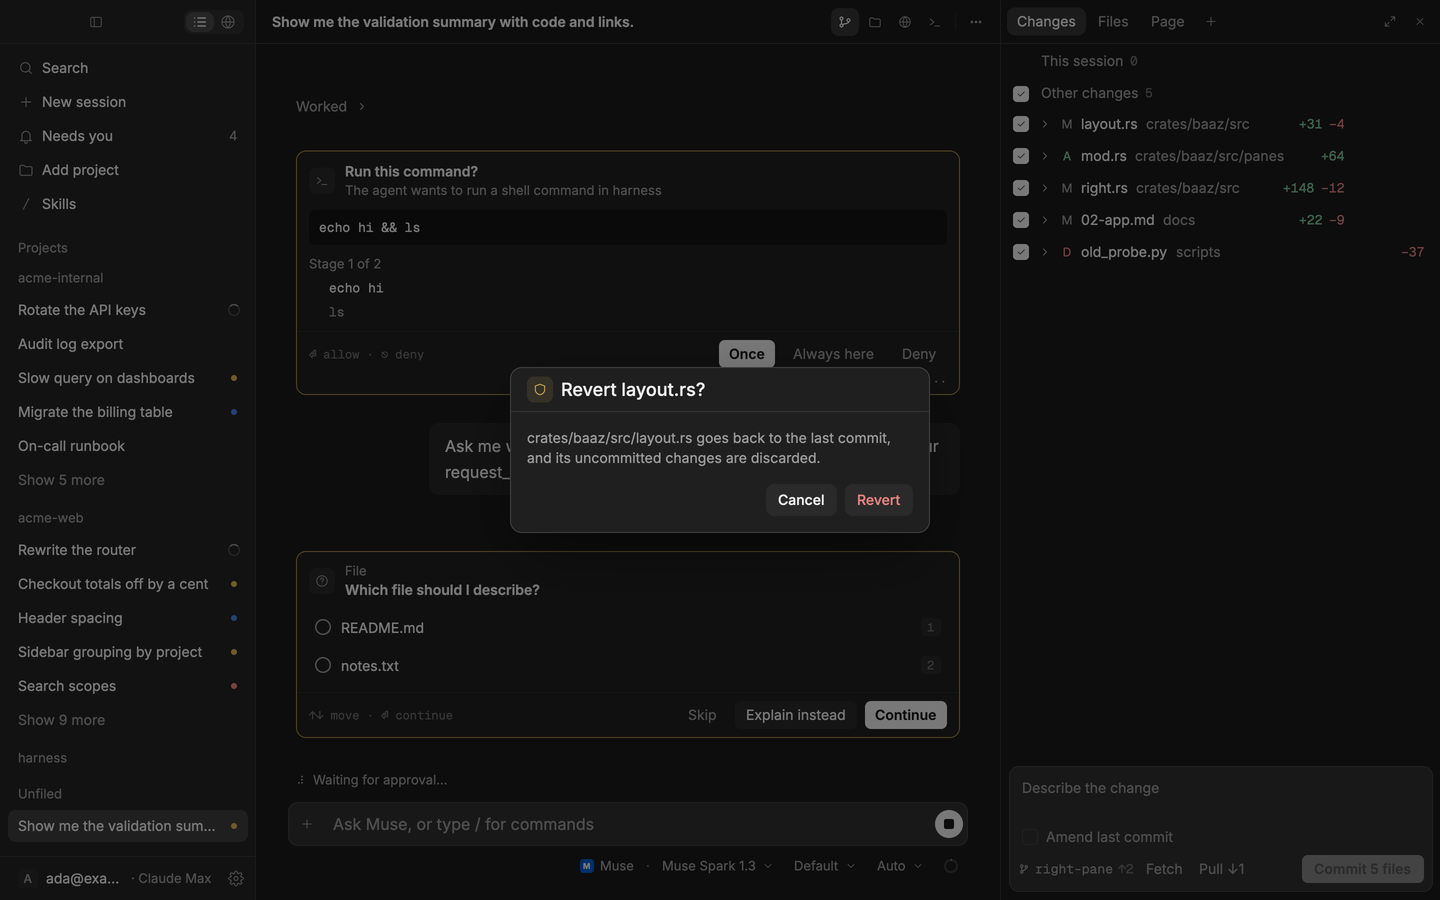 Show me the validation summary with code and links.
Changes
Files
Page
Search
New session
Needs you 4
Add project
Skills
Projects
acme-internal
Rotate the API keys
Audit log export
Slow query on dashboards
Migrate the billing table
On-call runbook
Show 5 more
acme-web
Rewrite the router
Checkout totals off by a cent
Header spacing
Sidebar grouping by project
Search scopes
Show 9 more
harness
Unfiled
Show me the validation sum...
A ada@exa... · Claude Max
Worked
Run this command?
The agent wants to run a shell command in harness
echo hi && ls
Stage 1 of 2
echo hi
ls
allow · deny
Once
Always here
Deny
Ask me
request_
Revert layout.rs?
crates/baaz/src/layout.rs goes back to the last commit,
and its uncommitted changes are discarded.
Cancel
Revert
File
Which file should I describe?
README.md 1
notes.txt 2
move · continue
Skip
Explain instead
Continue
Waiting for approval...
Ask Muse, or type / for commands
M Muse · Muse Spark 1.3
Default
Auto
This session 0
Other changes 5
M layout.rs crates/baaz/src +31 −4
A mod.rs crates/baaz/src/panes +64
M right.rs crates/baaz/src +148 −12
M 02-app.md docs +22 −9
D old_probe.py scripts −37
Describe the change
Amend last commit
right-pane ↑2
Fetch
Pull ↓1
Commit 5 files